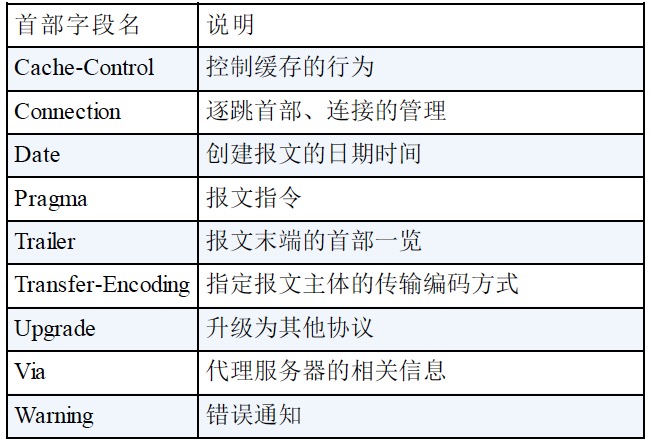 首部字段名 说明
Cache-Control 控制缓存的行为
Connection 逐跳首部、连接的管理
Date 创建报文的日期时间
Pragma 报文指令
Trailer 报文末端的首部一览
Transfer-Encoding 指定报文主体的传输编码方式
Upgrade 升级为其他协议
Via 代理服务器的相关信息
Warning 错误通知